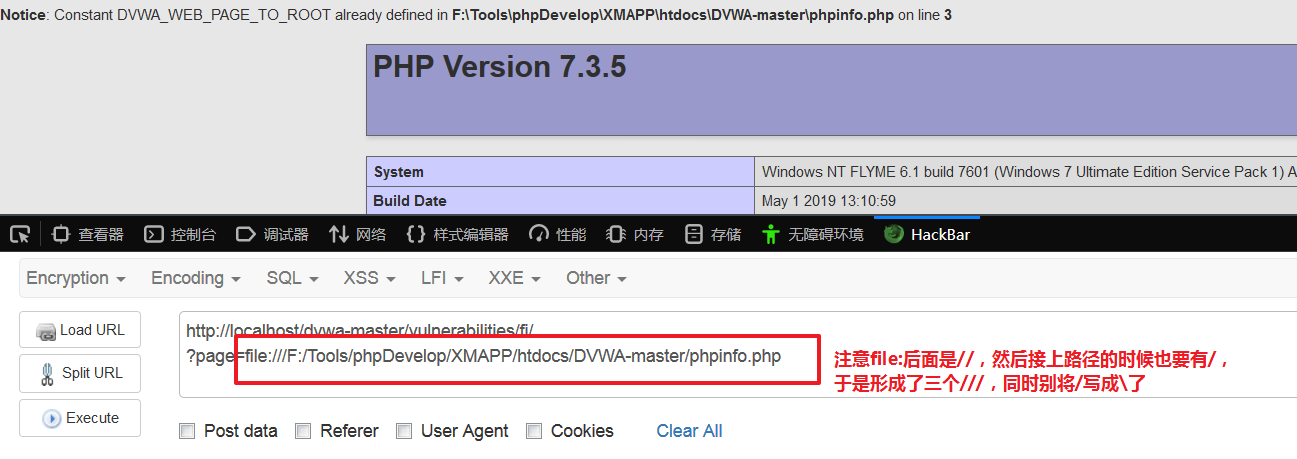 Notice: Constant DVWA_WEB_PAGE_TO_ROOT already defined in F:\Tools\phpDevelop\XMAPP\htdocs\DVWA-master\phpinfo.php on line 3
PHP Version 7.3.5
System Windows NT FLYME 6.1 build 7601 (Windows 7 Ultimate Edition Service Pack 1) A
Build Date May 1 2019 13:10:59
查看器 控制台 调试器 网络 样式编辑器 性能 内存 存储 无障碍环境 HackBar
Encryption Encoding SQL XSS LFI XXE Other
Load URL
Split URL
Execute
http://localhost/dvwa-master/vulnerabilities/fi/
?page=file:///F:/Tools/phpDevelop/XMAPP/htdocs/DVWA-master/phpinfo.php
注意file:后面是//，然后接上路径的时候也要有/，
于是形成了三个///，同时别将/写成\了
Post data Referer User Agent Cookies Clear All